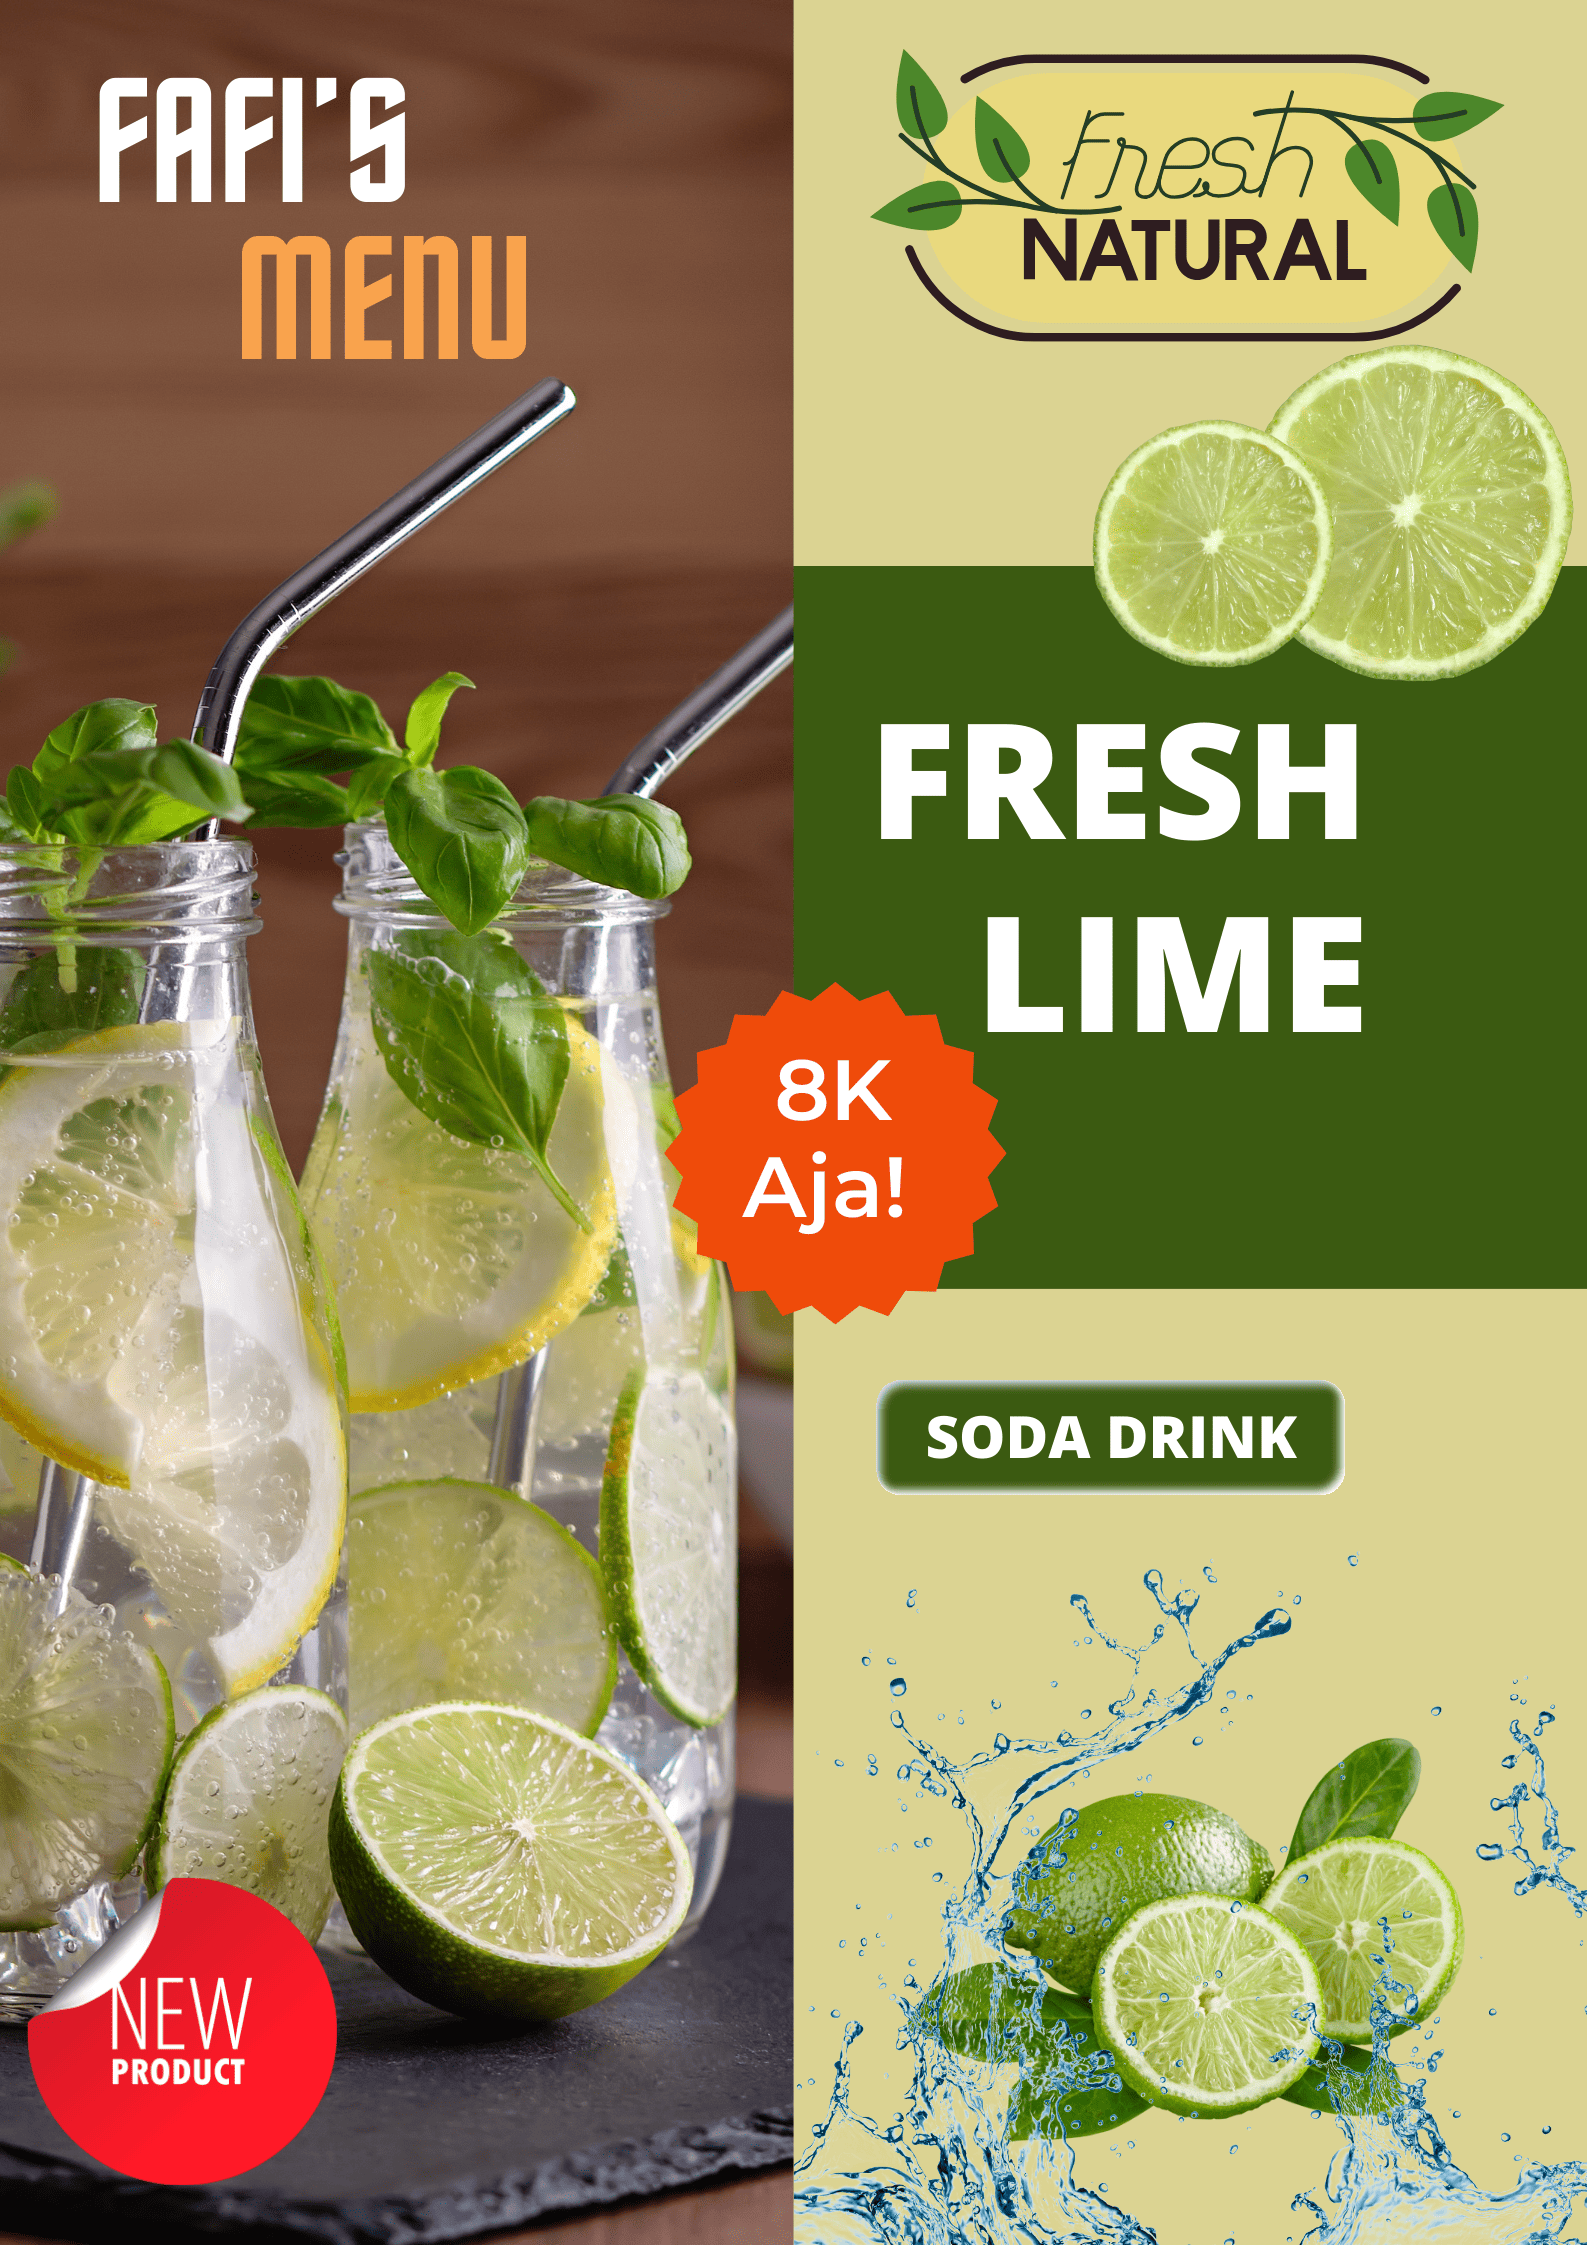 FAFI'S
MENU
Fresh
NATURAL
FRESH
LIME
8K
Aja!
SODA DRINK
NEW
PRODUCT